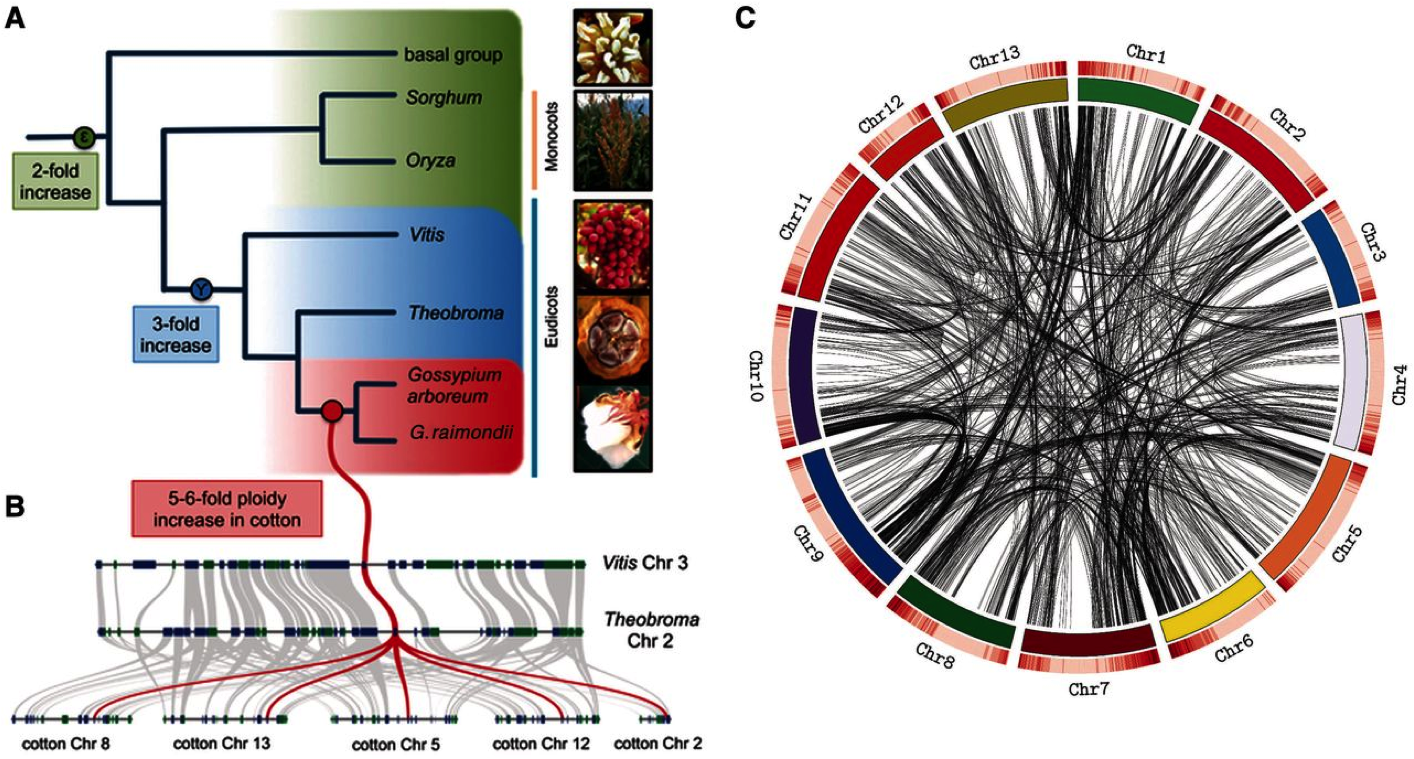 A
basal group
Sorghum
Oryza
Monocots
ε
2-fold
increase
Vitis
γ
3-fold
increase
Theobroma
Eudicots
Gossypium
arboreum
G.raimondii
B
5-6-fold ploidy
increase in cotton
Vitis Chr 3
Theobroma
Chr 2
cotton Chr 8
cotton Chr 13
cotton Chr 5
cotton Chr 12
cotton Chr 2
C
Chr1
Chr2
Chr3
Chr4
Chr5
Chr6
Chr7
Chr8
Chr9
Chr10
Chr11
Chr12
Chr13